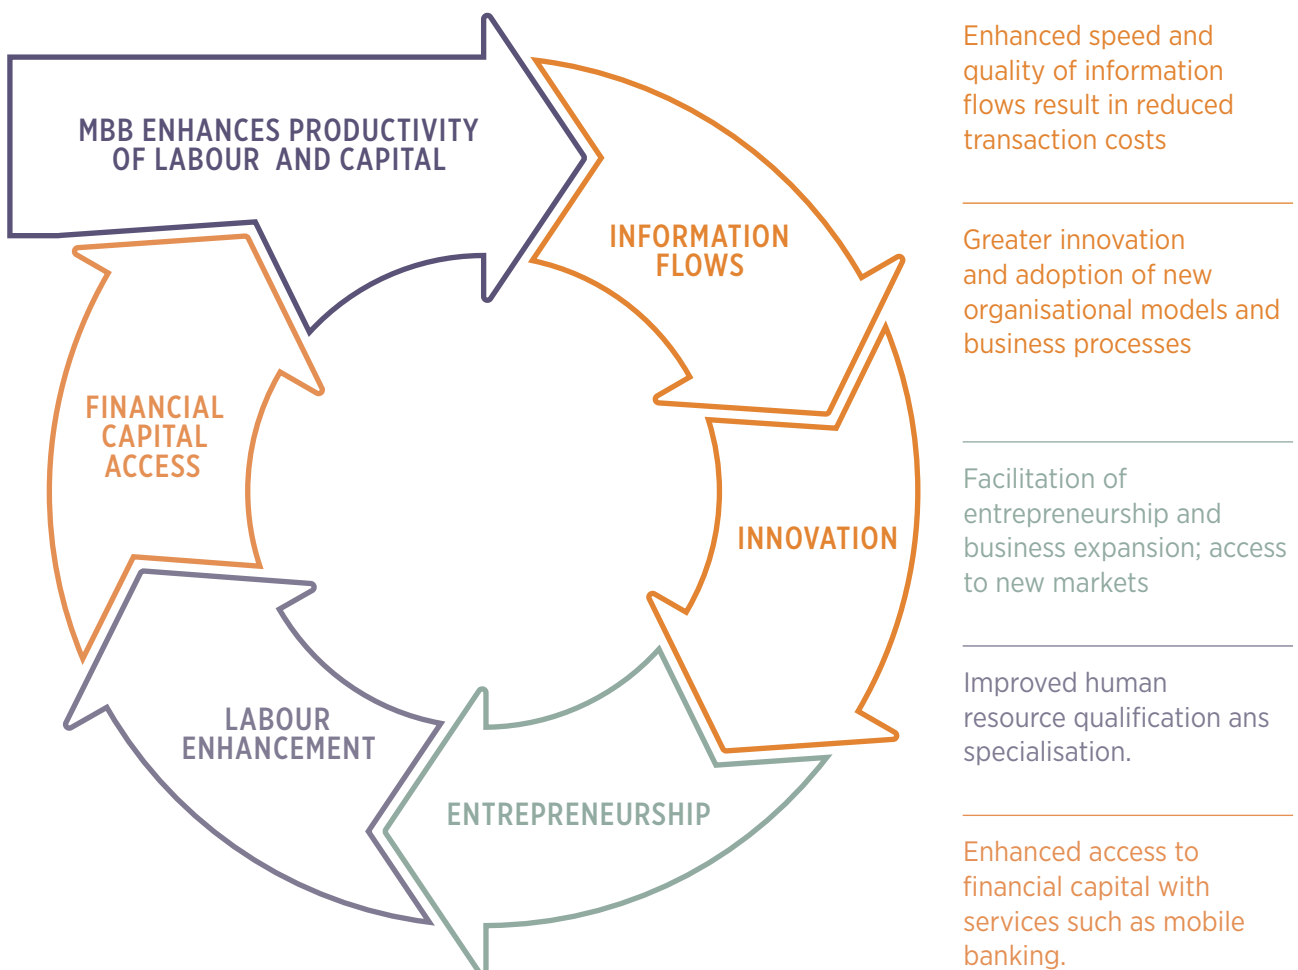 MBB ENHANCES PRODUCTIVITY
OF LABOUR AND CAPITAL
INFORMATION
FLOWS
INNOVATION
ENTREPRENEURSHIP
LABOUR
ENHANCEMENT
FINANCIAL
CAPITAL
ACCESS
Enhanced speed and
quality of information
flows result in reduced
transaction costs
Greater innovation
and adoption of new
organisational models and
business processes
Facilitation of
entrepreneurship and
business expansion; access
to new markets
Improved human
resource qualification ans
specialisation.
Enhanced access to
financial capital with
services such as mobile
banking.